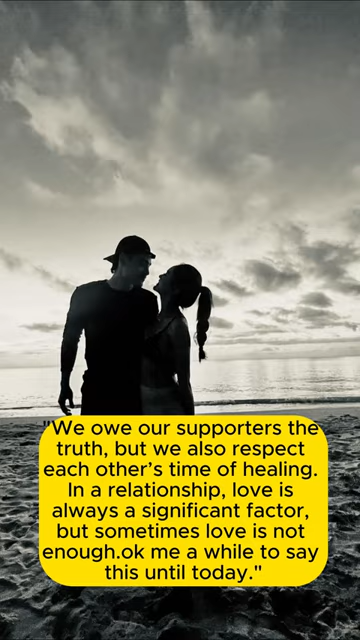 "We owe our supporters the
truth, but we also respect
each other’s time of healing.
In a relationship, love is
always a significant factor,
but sometimes love is not
enough.ok me a while to say
this until today."